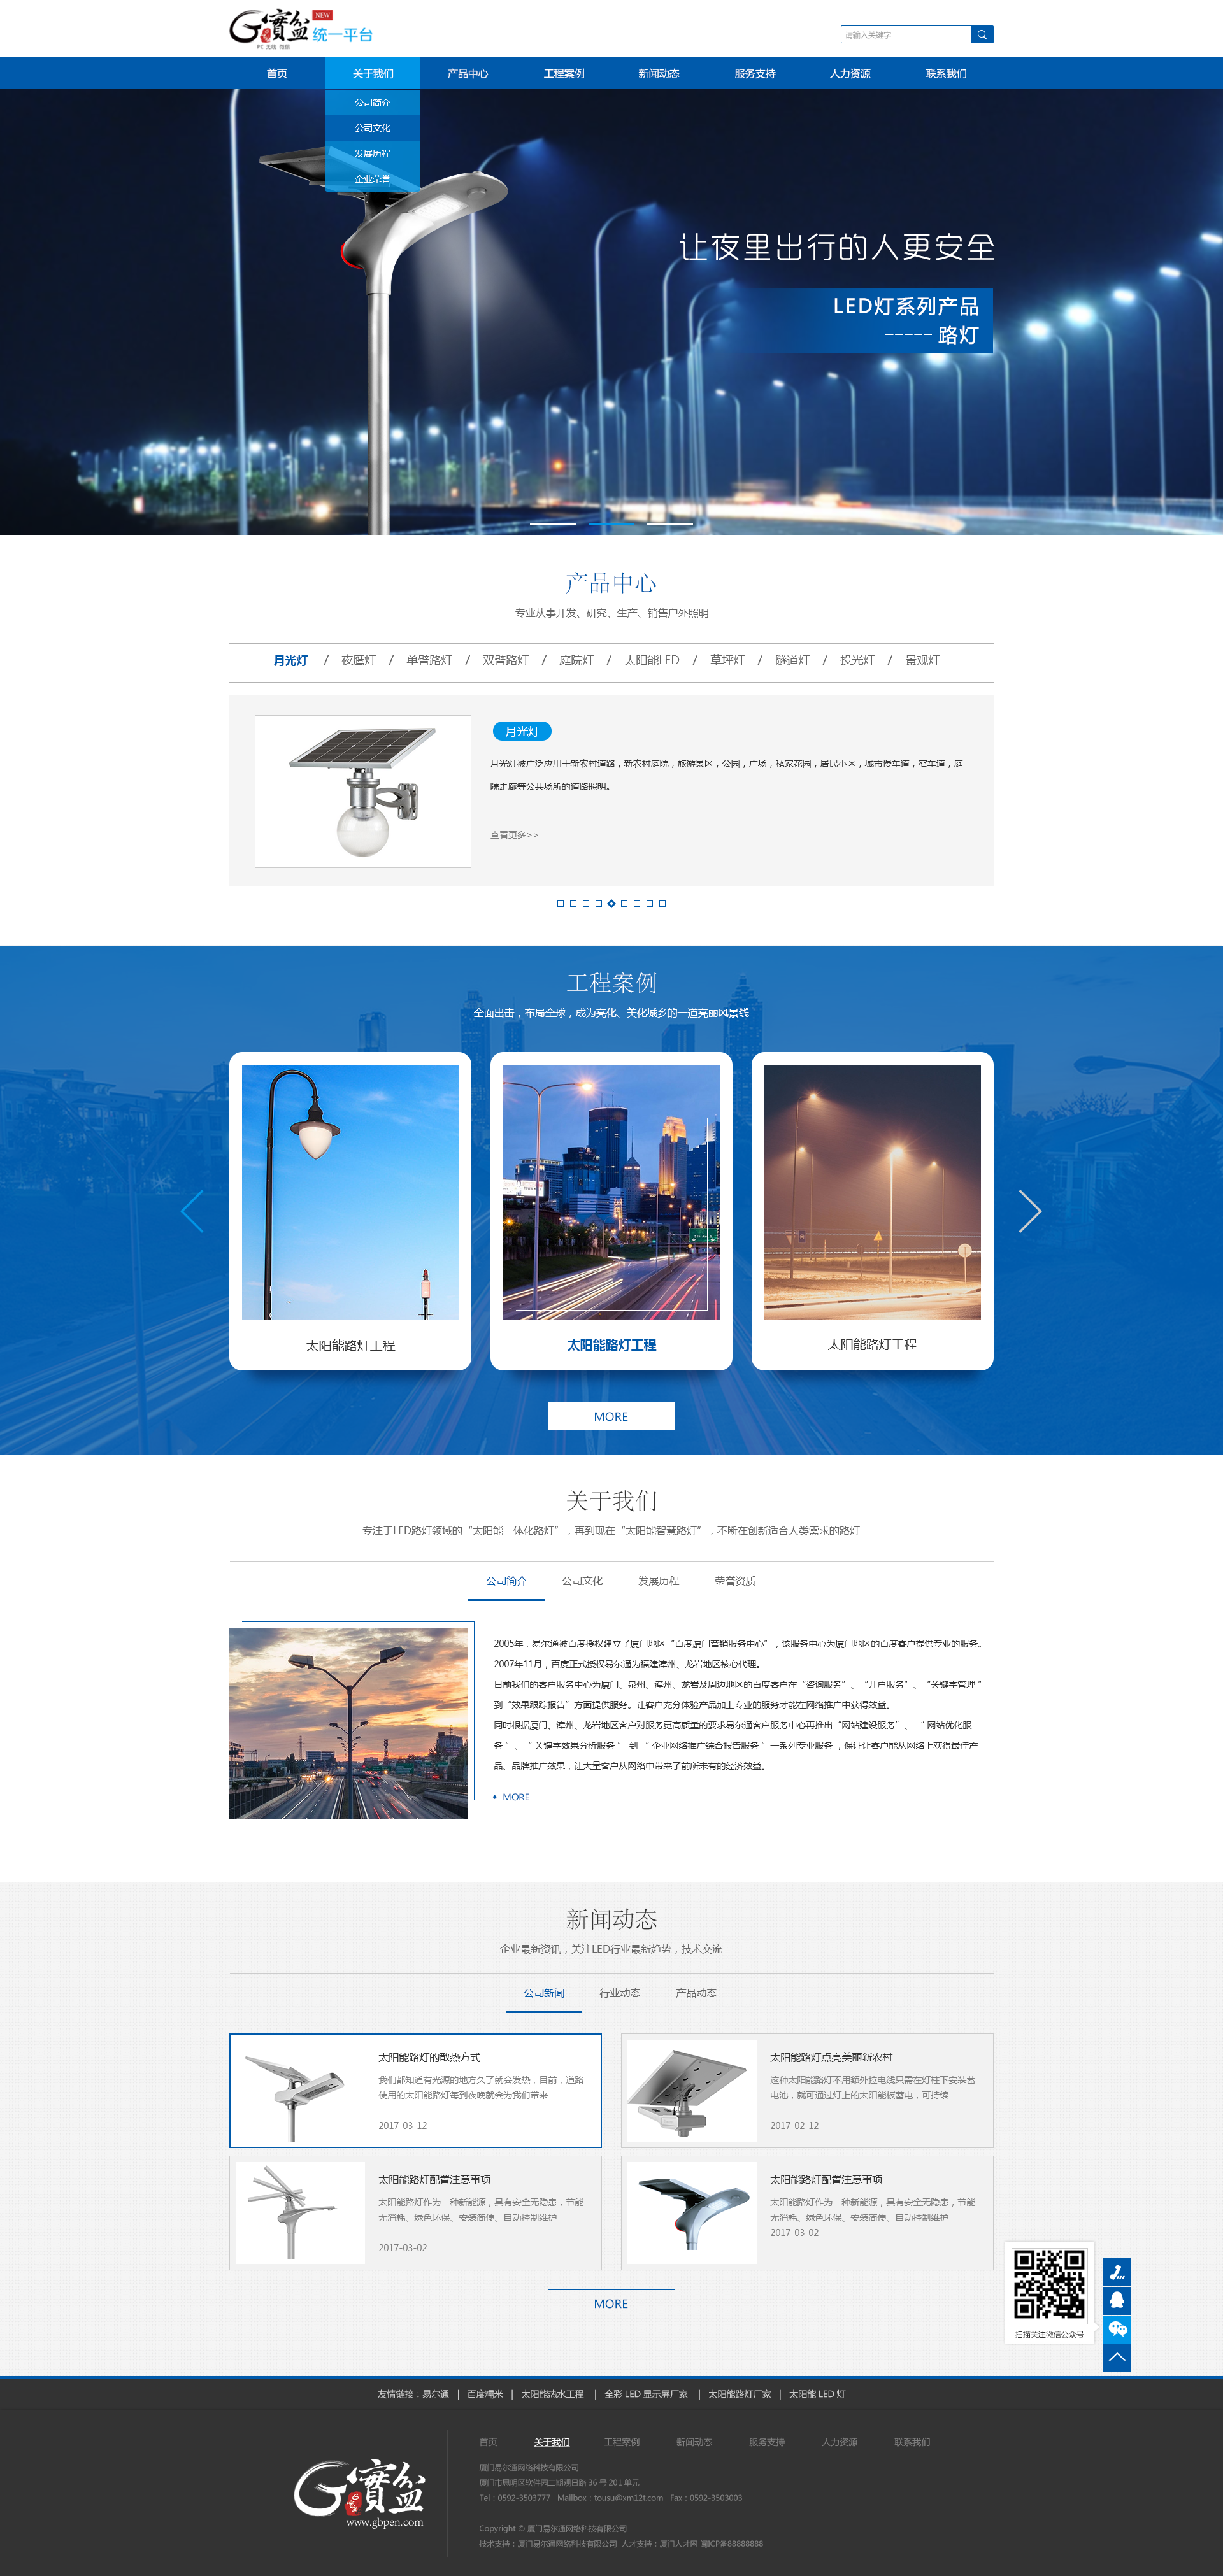 G寶盆 NEW
统一平台
PC 无线 微信
请输入关键字
首页 关于我们 产品中心 工程案例 新闻动态 服务支持 人力资源 联系我们
公司简介
公司文化
发展历程
企业荣誉
让夜里出行的人更安全
LED灯系列产品
----- 路灯
产品中心
专业从事开发、研究、生产、销售户外照明
月光灯 / 夜鹰灯 / 单臂路灯 / 双臂路灯 / 庭院灯 / 太阳能LED / 草坪灯 / 隧道灯 / 投光灯 / 景观灯
月光灯
月光灯被广泛应用于新农村道路，新农村庭院，旅游景区，公园，广场，私家花园，居民小区，城市慢车道，窄车道，庭
院走廊等公共场所的道路照明。
查看更多>>
工程案例
全面出击，布局全球，成为亮化、美化城乡的一道亮丽风景线
太阳能路灯工程 太阳能路灯工程 太阳能路灯工程
MORE
关于我们
专注于LED路灯领域的“太阳能一体化路灯”，再到现在“太阳能智慧路灯”，不断在创新适合人类需求的路灯
公司简介 公司文化 发展历程 荣誉资质
2005年，易尔通被百度授权建立了厦门地区“百度厦门营销服务中心”，该服务中心为厦门地区的百度客户提供专业的服务。
2007年11月，百度正式授权易尔通为福建漳州、龙岩地区核心代理。
目前我们的客户服务中心为厦门、泉州、漳州、龙岩及周边地区的百度客户在“咨询服务”、“开户服务”、“关键字管理”
到“效果跟踪报告”方面提供服务。让客户充分体验产品加上专业的服务才能在网络推广中获得效益。
同时根据厦门、漳州、龙岩地区客户对服务更高质量的要求易尔通客户服务中心再推出“网站建设服务”、“网站优化服
务”、“关键字效果分析服务”到“企业网络推广综合报告服务”一系列专业服务，保证让客户能从网络上获得最佳产
品、品牌推广效果，让大量客户从网络中带来了前所未有的经济效益。
MORE
新闻动态
企业最新资讯，关注LED行业最新趋势，技术交流
公司新闻 行业动态 产品动态
太阳能路灯的散热方式
我们都知道有光源的地方久了就会发热，目前，道路
使用的太阳能路灯每到夜晚就会为我们带来
2017-03-12
太阳能路灯点亮美丽新农村
这种太阳能路灯不用额外拉电线只需在灯柱下安装蓄
电池，就可通过灯上的太阳能板蓄电，可持续
2017-02-12
太阳能路灯配置注意事项
太阳能路灯作为一种新能源，具有安全无隐患，节能
无消耗、绿色环保、安装简便、自动控制维护
2017-03-02
太阳能路灯配置注意事项
太阳能路灯作为一种新能源，具有安全无隐患，节能
无消耗、绿色环保、安装简便、自动控制维护
2017-03-02
扫描关注微信公众号
MORE
友情链接：易尔通 | 百度糯米 | 太阳能热水工程 | 全彩 LED 显示屏厂家 | 太阳能路灯厂家 | 太阳能 LED 灯
首页 关于我们 工程案例 新闻动态 服务支持 人力资源 联系我们
G寶盆
www.gbpen.com
厦门易尔通网络科技有限公司
厦门市思明区软件园二期观日路 36 号 201 单元
Tel：0592-3503777 Mailbox：tousu@xm12t.com Fax：0592-3503003
Copyright © 厦门易尔通网络科技有限公司
技术支持：厦门易尔通网络科技有限公司 人才支持：厦门人才网 闽ICP备88888888